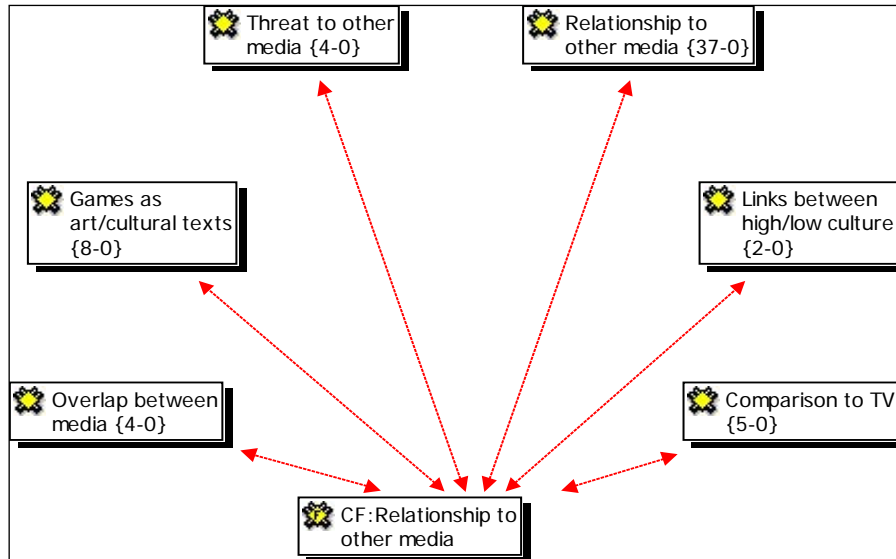 Threat to other
media {4-0}
Relationship to
other media {37-0}
Games as
art/cultural texts
{8-0}
Links between
high/low culture
{2-0}
Overlap between
media {4-0}
Comparison to TV
{5-0}
F
CF:Relationship to
other media